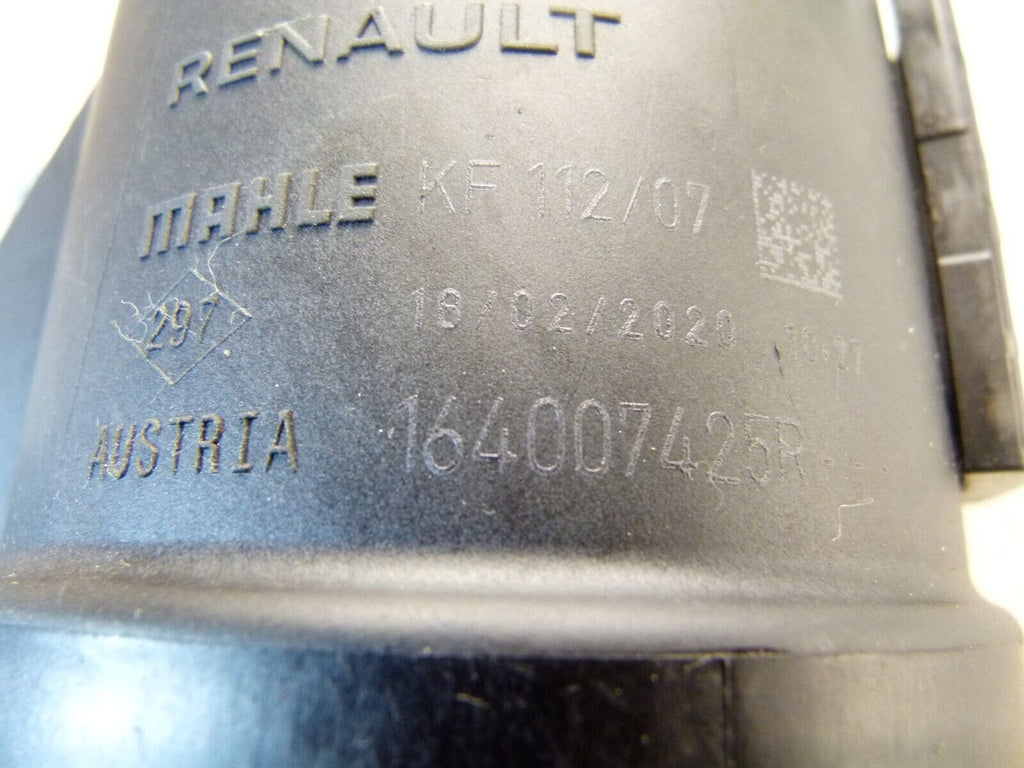 RENAULT
MAHLE KF 112/07
297 18/02/2020 10:27
AUSTRIA 164007425R